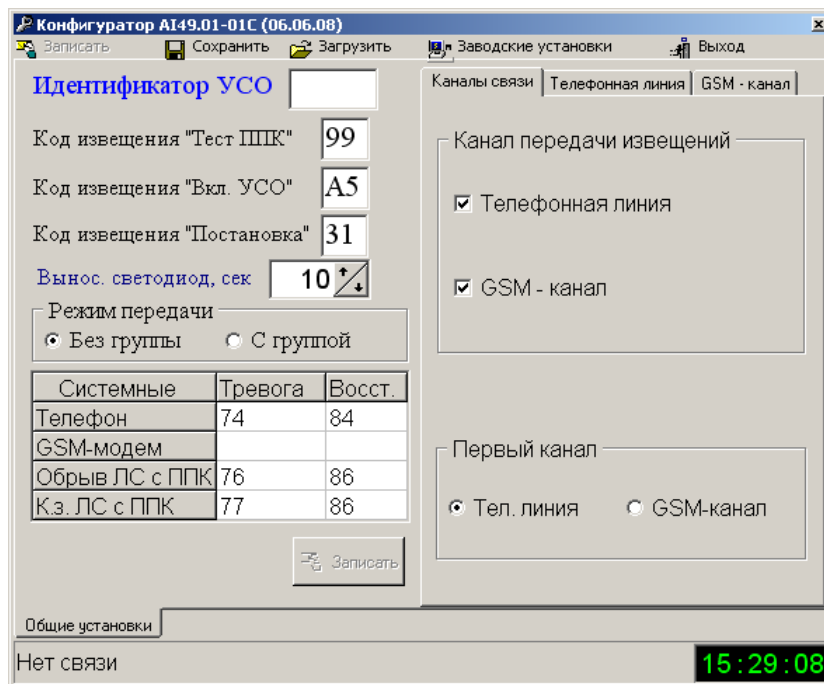 Конфигуратор AI49.01-01C (06.06.08)
Записать Сохранить Загрузить Заводские установки Выход
Идентификатор УСО
Код извещения "Тест ППК" 99
Код извещения "Вкл. УСО" A5
Код извещения "Постановка" 31
Вынос. светодиод, сек 10
Режим передачи
Без группы С группой
Системные Тревога Восст.
Телефон 74 84
GSM-модем
Обрыв ЛС с ППК 76 86
К.з. ЛС с ППК 77 86
Записать
Каналы связи Телефонная линия GSM - канал
Канал передачи извещений
Телефонная линия
GSM - канал
Первый канал
Тел. линия GSM-канал
Общие установки
Нет связи 15:29:08